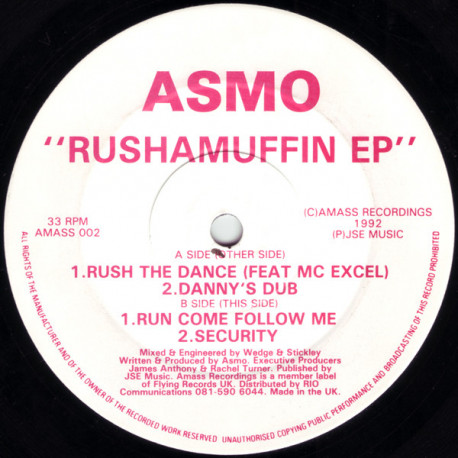 ASMO
"RUSHAMUFFIN EP"
33 RPM
AMASS 002
(C)AMASS RECORDINGS
1992
(P)JSE MUSIC
A SIDE (OTHER SIDE)
1.RUSH THE DANCE (FEAT MC EXCEL)
2.DANNY'S DUB
B SIDE (THIS SIDE)
1.RUN COME FOLLOW ME
2.SECURITY
Mixed & Engineered by Wedge & Stickley
Written & Produced by Asmo. Executive Producers
James Anthony & Rachel Turner. Published by
JSE Music. Amass Recordings is a member label
of Flying Records UK. Distributed by RIO
Communications 081-590 6044. Made in the UK.
ALL RIGHTS OF THE MANUFACTURER AND OF THE OWNER OF THE RECORDED WORK RESERVED UNAUTHORISED COPYING PUBLIC PERFORMANCE AND BROADCASTING OF THIS RECORD PROHIBITED